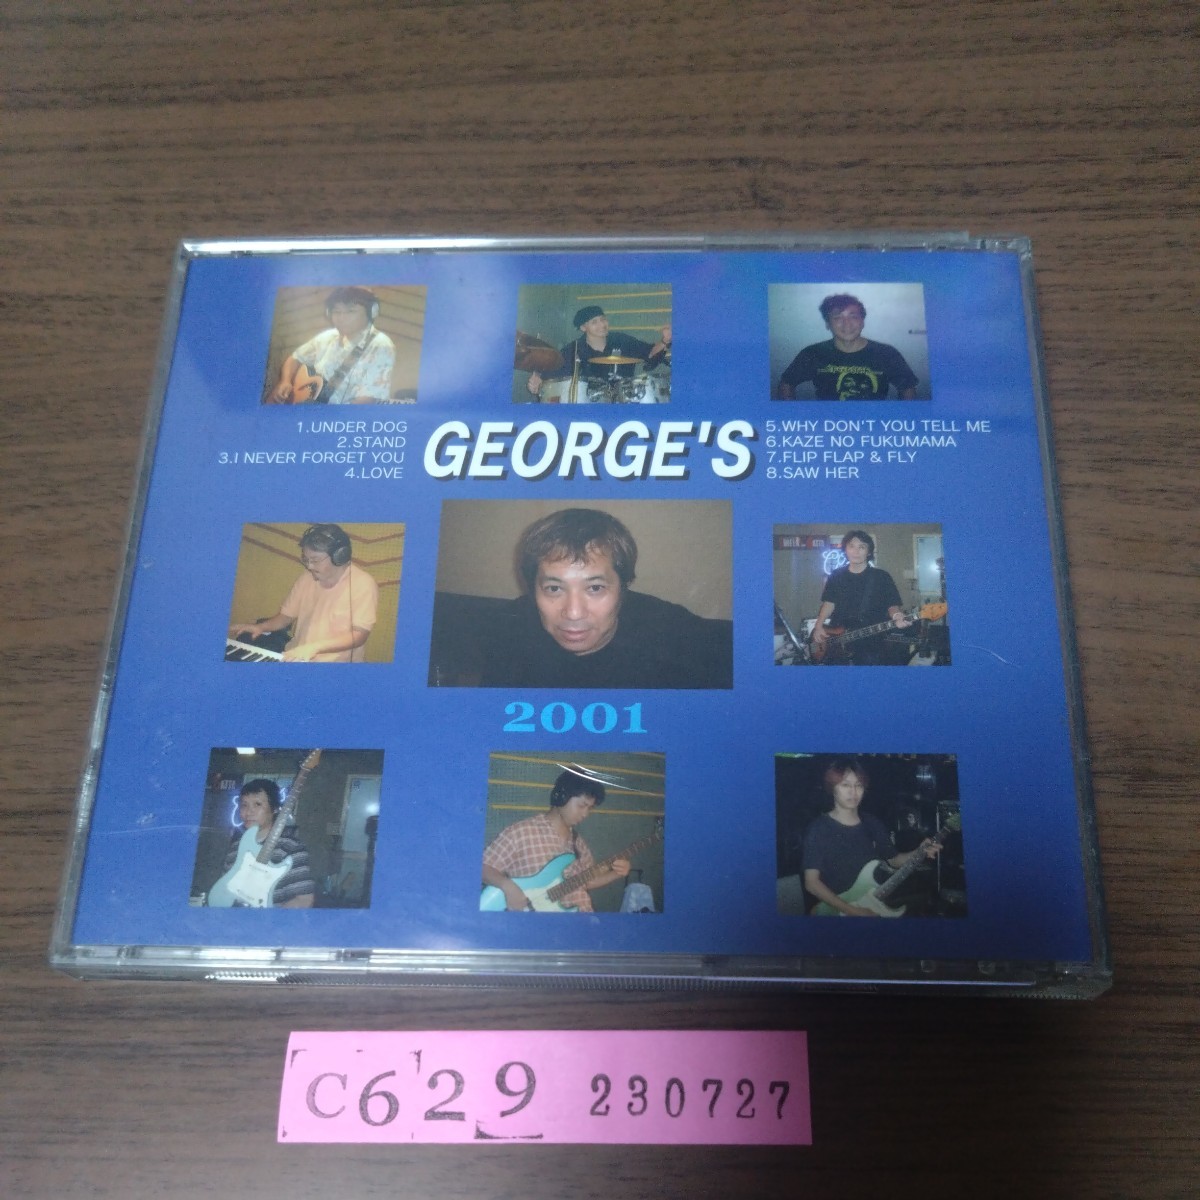 1.UNDER DOG
2.STAND
3.I NEVER FORGET YOU
4.LOVE
GEORGE'S
5.WHY DON'T YOU TELL ME
6.KAZE NO FUKUMAMA
7.FLIP FLAP & FLY
8.SAW HER
2001
C629 230727